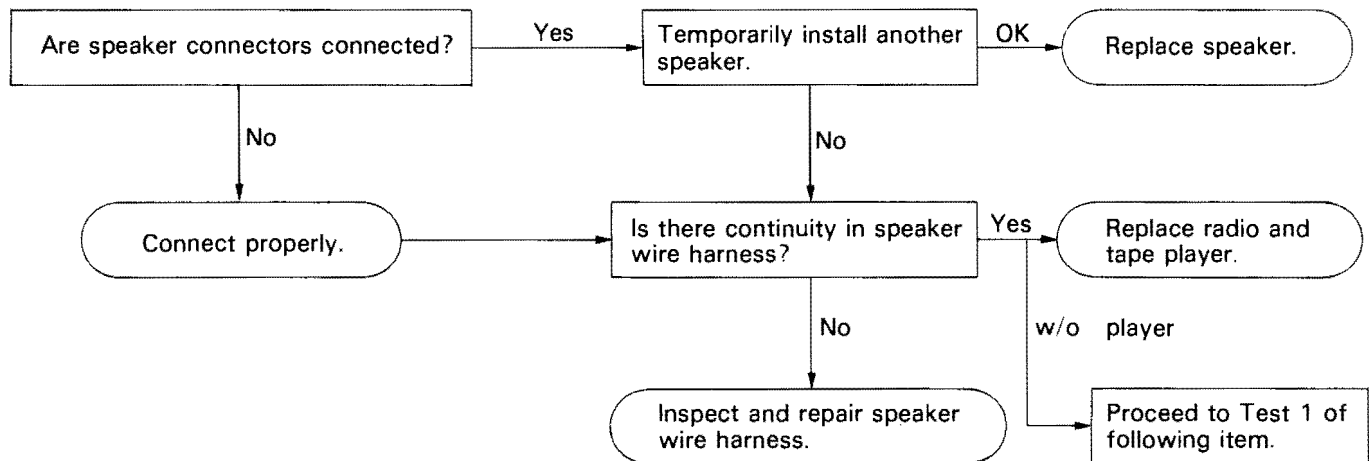 Are speaker connectors connected?
Yes
Temporarily install another
speaker.
OK
Replace speaker.
No
No
Connect properly.
Is there continuity in speaker
wire harness?
Yes
Replace radio and
tape player.
No
w/o player
Inspect and repair speaker
wire harness.
Proceed to Test 1 of
following item.